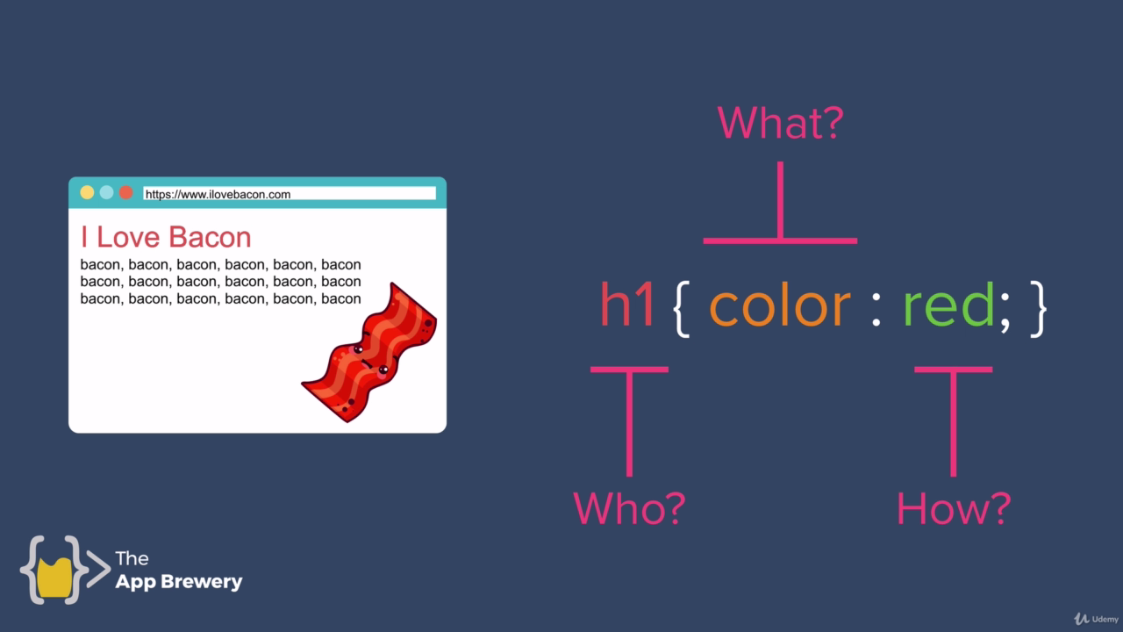 What?
https://www.ilovebacon.com
I Love Bacon
bacon, bacon, bacon, bacon, bacon, bacon
bacon, bacon, bacon, bacon, bacon, bacon
bacon, bacon, bacon, bacon, bacon, bacon
h1 { color : red; }
Who?
How?
The
App Brewery
Udemy